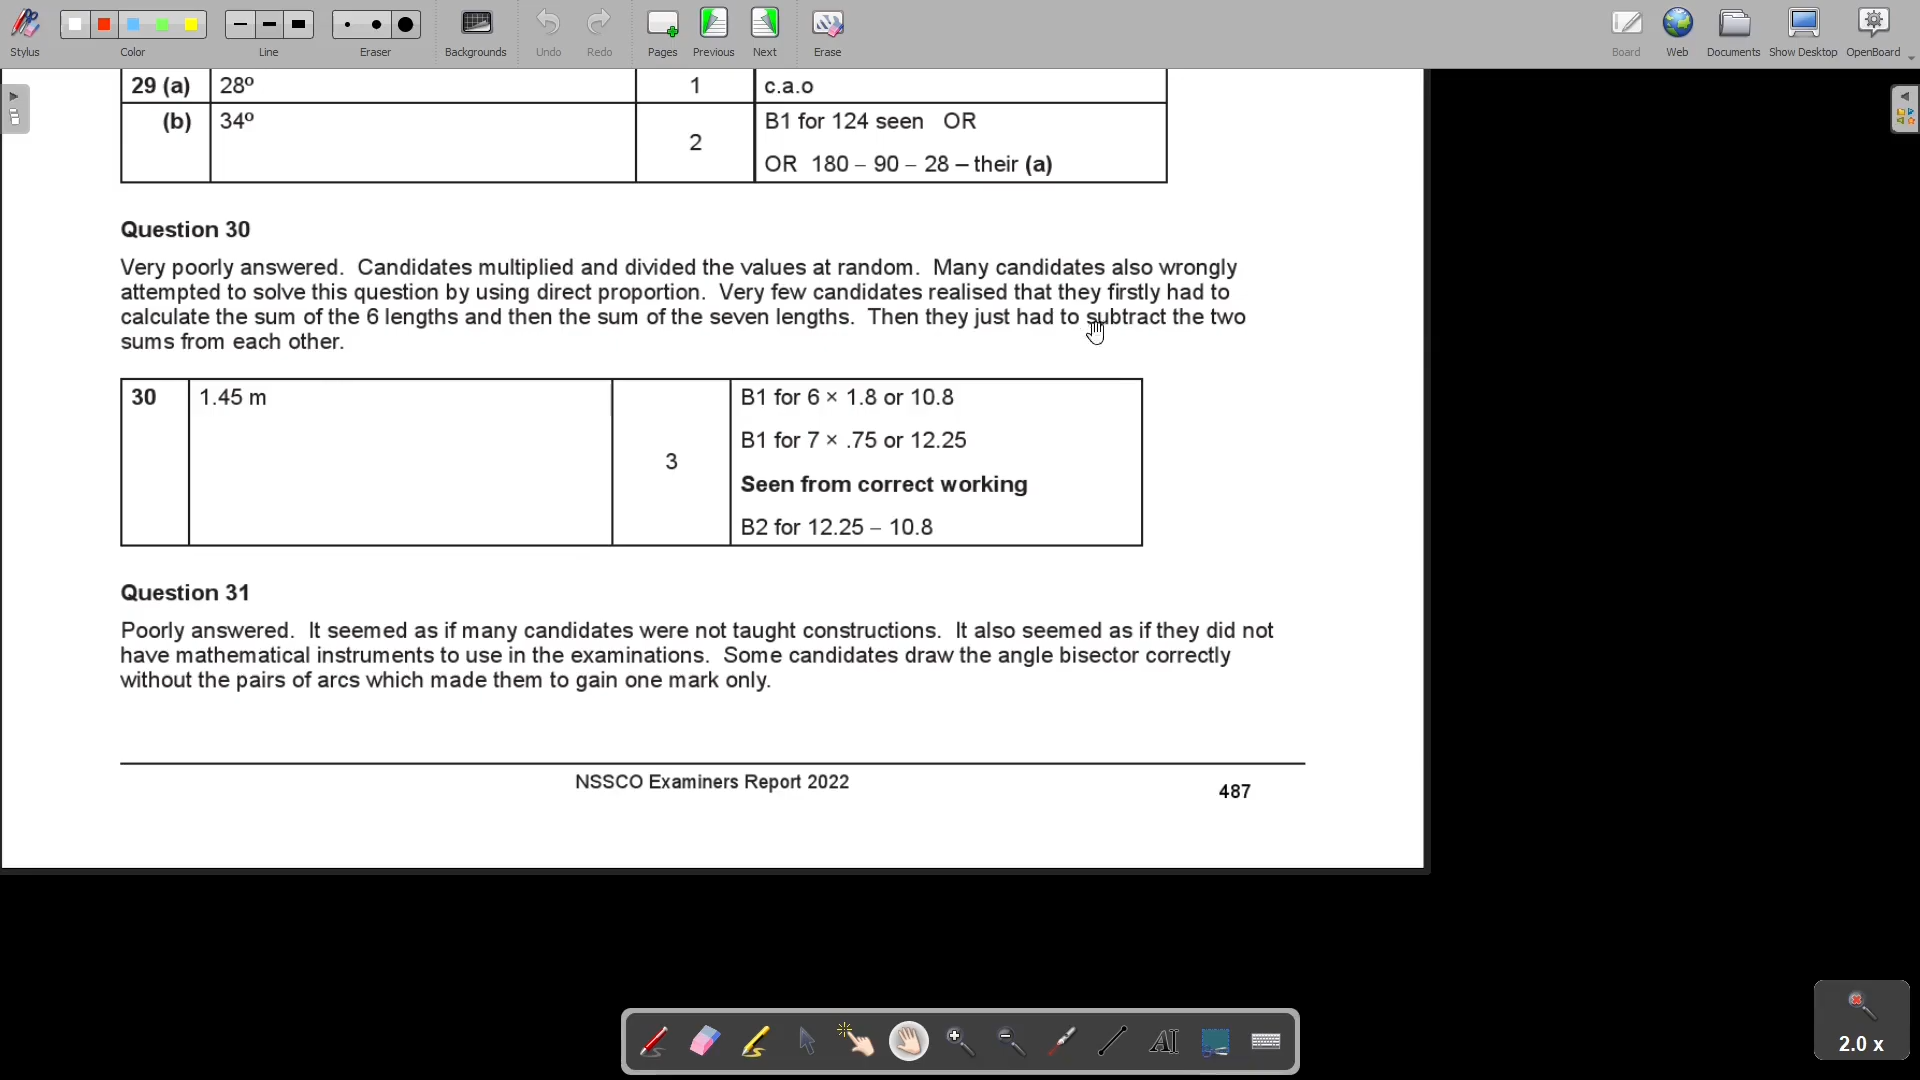 Stylus
Color
Line
Eraser
Backgrounds
Undo
Redo
Pages
Previous
Next
Erase
Board
Web
Documents
Show Desktop
OpenBoard
29 (a) 28º 1 c.a.o
(b) 34º 2 B1 for 124 seen OR
OR 180 – 90 – 28 – their (a)
Question 30
Very poorly answered. Candidates multiplied and divided the values at random. Many candidates also wrongly
attempted to solve this question by using direct proportion. Very few candidates realised that they firstly had to
calculate the sum of the 6 lengths and then the sum of the seven lengths. Then they just had to subtract the two
sums from each other.
30 1.45 m 3 B1 for 6 × 1.8 or 10.8
B1 for 7 × .75 or 12.25
Seen from correct working
B2 for 12.25 – 10.8
Question 31
Poorly answered. It seemed as if many candidates were not taught constructions. It also seemed as if they did not
have mathematical instruments to use in the examinations. Some candidates draw the angle bisector correctly
without the pairs of arcs which made them to gain one mark only.
NSSCO Examiners Report 2022
487
AI
2.0 x